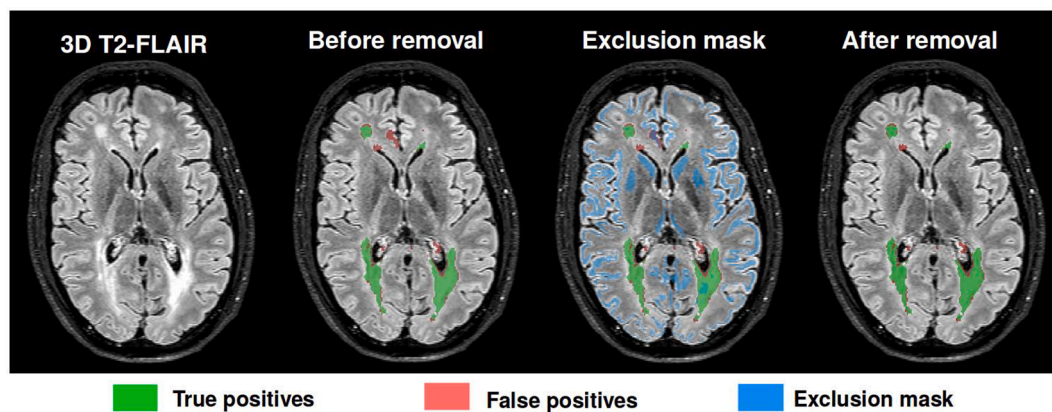 3D T2-FLAIR
Before removal
Exclusion mask
After removal
True positives
False positives
Exclusion mask